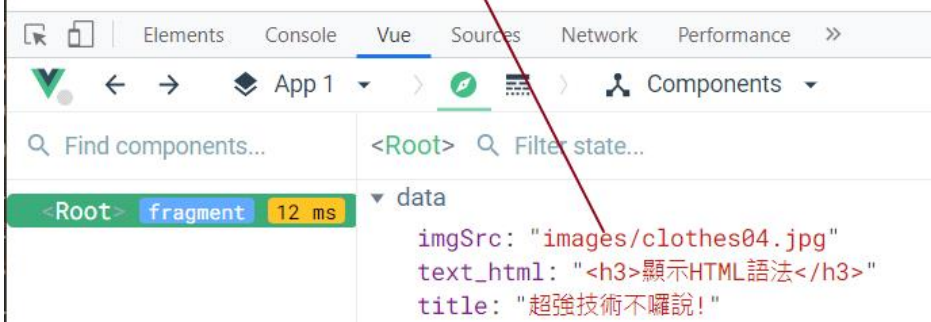 Elements Console Vue Sources Network Performance »
App 1 Components
Find components... <Root> Filter state...
<Root> fragment 12 ms
data
imgSrc: "images/clothes04.jpg"
text_html: "<h3>顯示HTML語法</h3>"
title: "超強技術不囉說!"